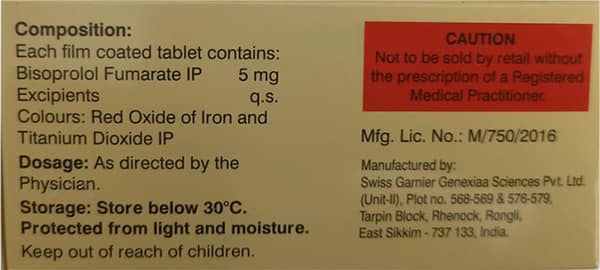 Composition:
Each film coated tablet contains:
Bisoprolol Fumarate IP 5 mg
Excipients q.s.
Colours: Red Oxide of Iron and
Titanium Dioxide IP
Dosage: As directed by the
Physician.
Storage: Store below 30°C.
Protected from light and moisture.
Keep out of reach of children.
CAUTION
Not to be sold by retail without
the prescription of a Registered
Medical Practitioner.
Mfg. Lic. No.: M/750/2016
Manufactured by:
Swiss Garnier Genexiaa Sciences Pvt. Ltd.
(Unit-II), Plot no. 568-569 & 576-579,
Tarpin Block, Rhenock, Rongli,
East Sikkim - 737 133, India.